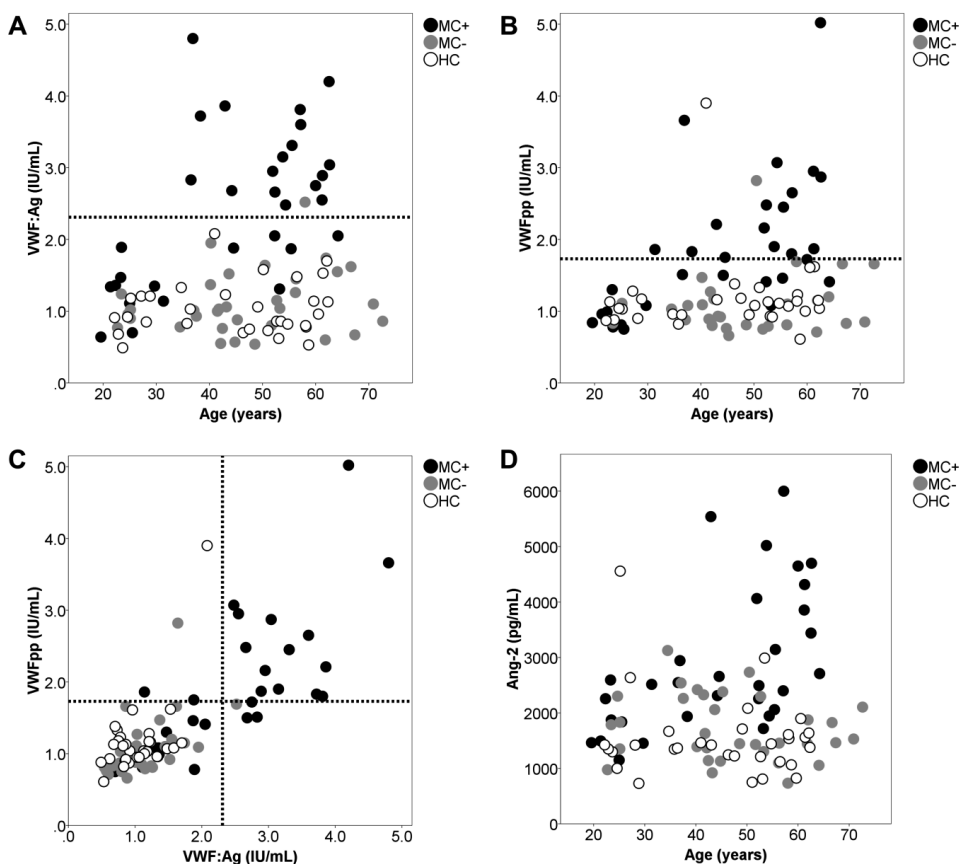 A
VWF:Ag (IU/mL)
5.0
4.0
3.0
2.0
1.0
.0
20 30 40 50 60 70
Age (years)
MC+
MC-
HC
B
VWFpp (IU/mL)
5.0
4.0
3.0
2.0
1.0
.0
20 30 40 50 60 70
Age (years)
MC+
MC-
HC
C
VWFpp (IU/mL)
5.0
4.0
3.0
2.0
1.0
.0
.0 1.0 2.0 3.0 4.0 5.0
VWF:Ag (IU/mL)
MC+
MC-
HC
D
Ang-2 (pg/mL)
6000
5000
4000
3000
2000
1000
0
20 30 40 50 60 70
Age (years)
MC+
MC-
HC